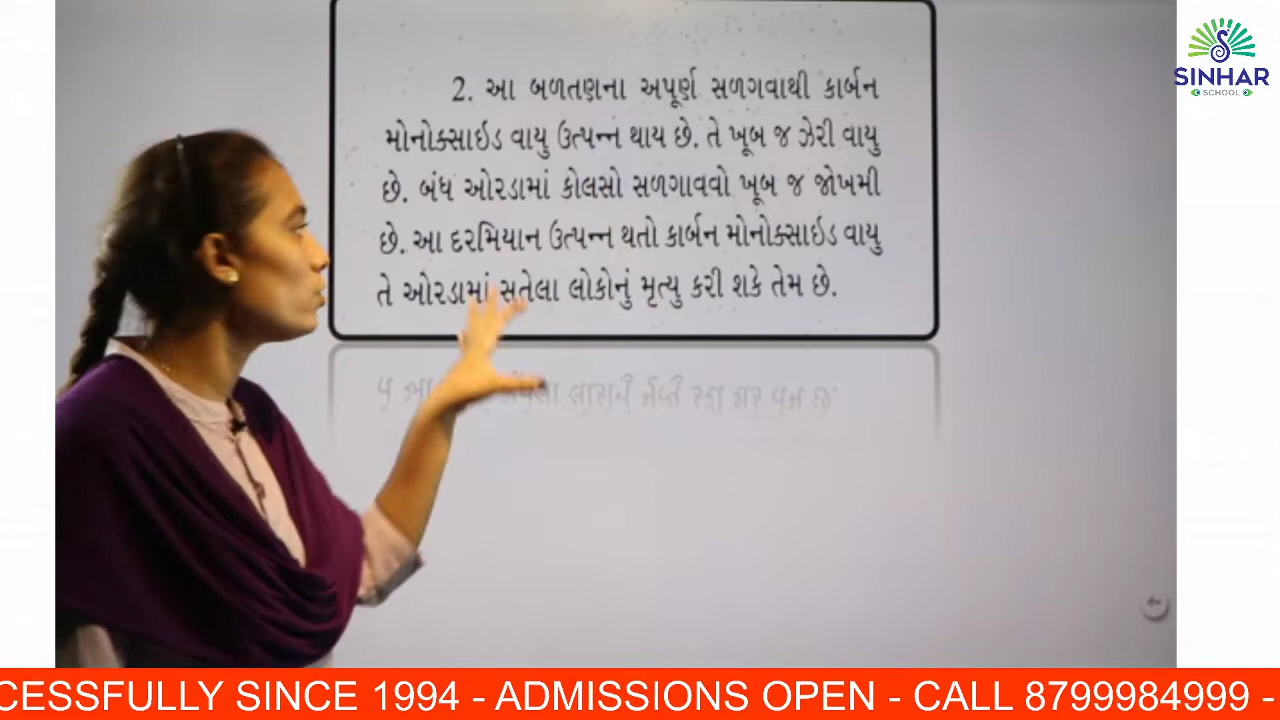 2. આ બળતણના અપૂર્ણ સળગવાથી કાર્બન
મોનોક્સાઇડ વાયુ ઉત્પન્ન થાય છે. તે ખૂબ જ ઝેરી વાયુ
છે. બંધ ઓરડામાં કોલસો સળગાવવો ખૂબ જ જોખમી
છે. આ દરમિયાન ઉત્પન્ન થતો કાર્બન મોનોક્સાઇડ વાયુ
તે ઓરડામાં સૂતેલા લોકોનું મૃત્યુ કરી શકે તેમ છે.
SINHAR
SCHOOL
CESSFULLY SINCE 1994 - ADMISSIONS OPEN - CALL 8799984999 -